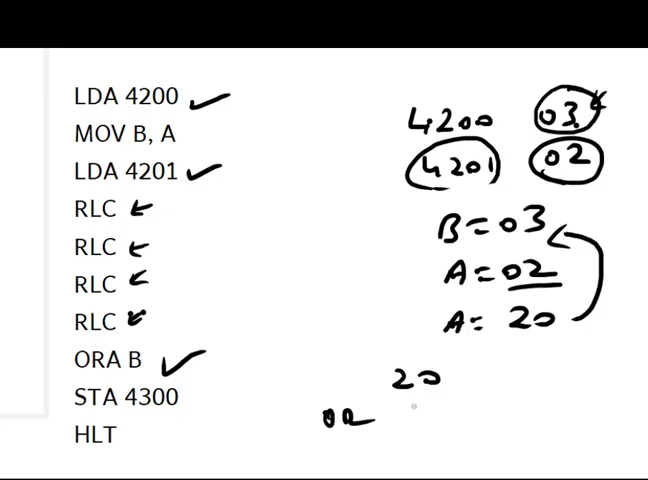 LDA 4200
MOV B, A
LDA 4201
RLC
RLC
RLC
RLC
ORA B
STA 4300
HLT
4200 03
4201 02
B = 03
A = 02
A = 20
20
OR